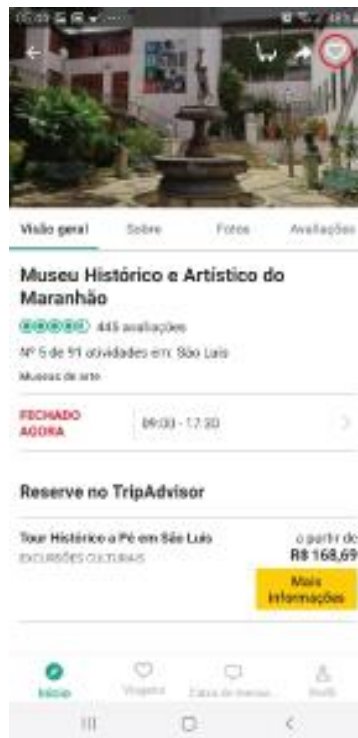 05:49
Visão geral Sobre Fotos Avaliações
Museu Histórico e Artístico do
Maranhão
445 avaliações
Nº 5 de 91 atividades em: São Luís
Museus de arte
FECHADO
AGORA
09:00 - 17:30
Reserve no TripAdvisor
Tour Histórico a Pé em São Luís
EXCURSÕES CULTURAIS
a partir de
R$ 168,69
Mais
informações
Início Viagens Caixa de mensa... Perfil